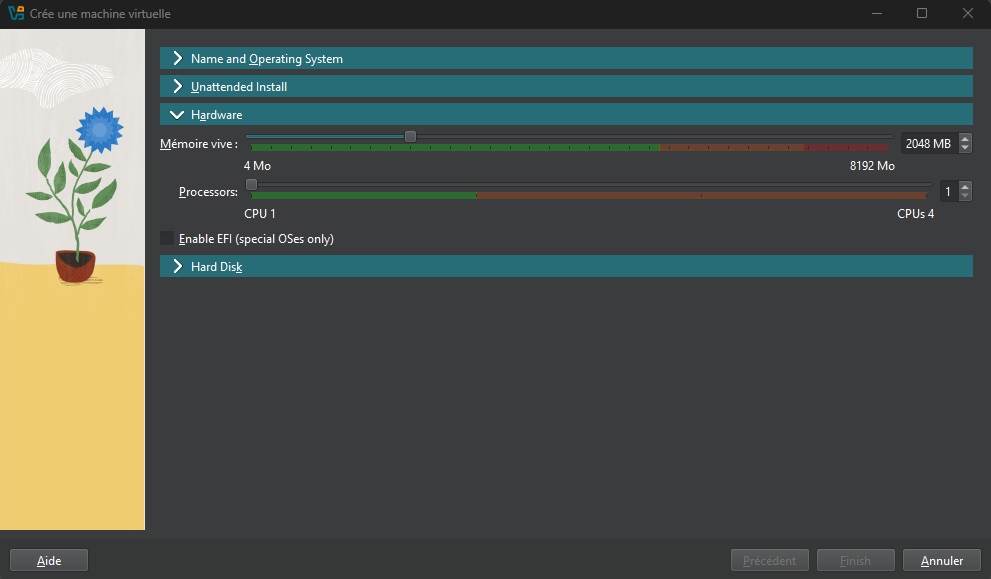 Crée une machine virtuelle
Name and Operating System
Unattended Install
Hardware
Mémoire vive : 2048 MB
4 Mo 8192 Mo
Processors: 1
CPU 1 CPUs 4
Enable EFI (special OSes only)
Hard Disk
Aide Précédent Finish Annuler